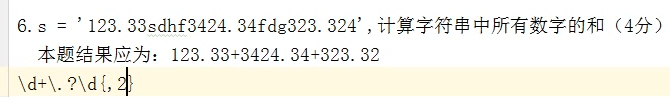 6.s = '123.33sdhf3424.34fdg323.324',计算字符串中所有数字的和（4分）
本题结果应为：123.33+3424.34+323.32
\d+\.?\d{,2}